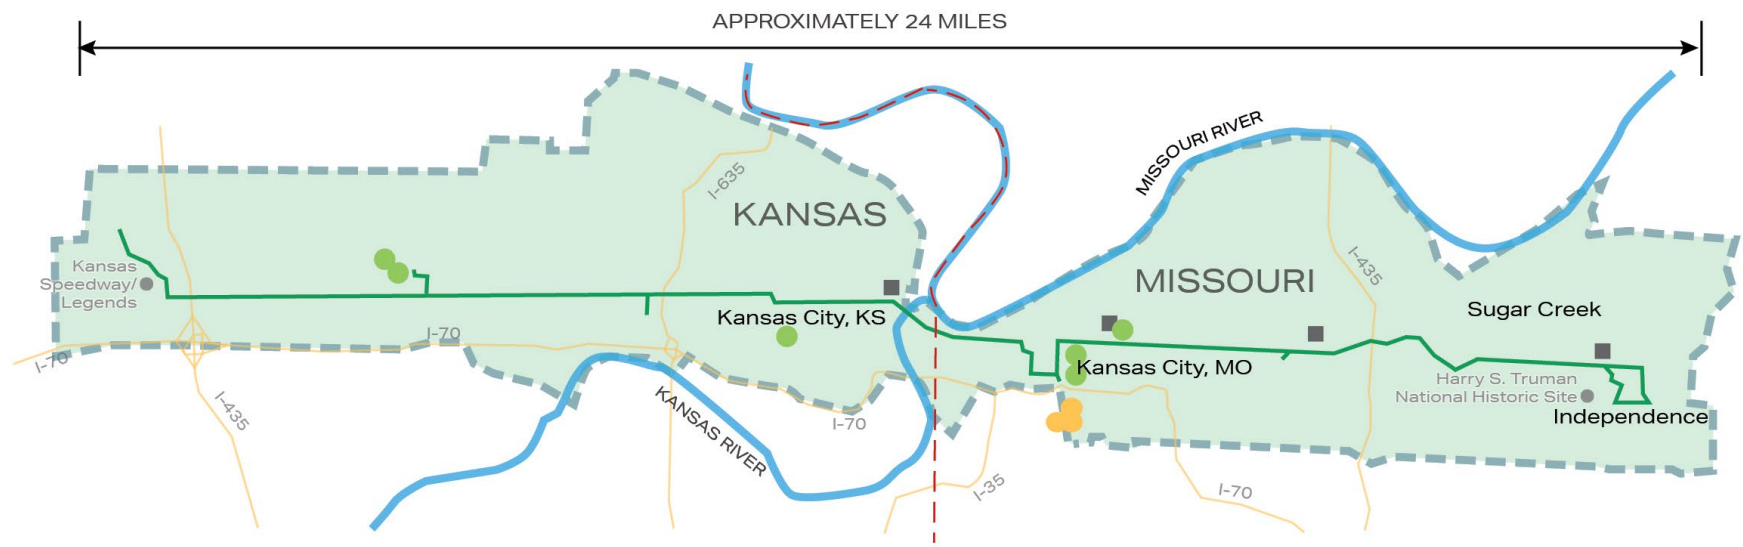 APPROXIMATELY 24 MILES
MISSOURI RIVER
I-635
KANSAS
MISSOURI
I-435
Kansas
Speedway/
Legends
Sugar Creek
Kansas City, KS
I-70
I-70
Kansas City, MO
Harry S. Truman
National Historic Site
Independence
I-435
KANSAS RIVER
I-70
I-35
I-70